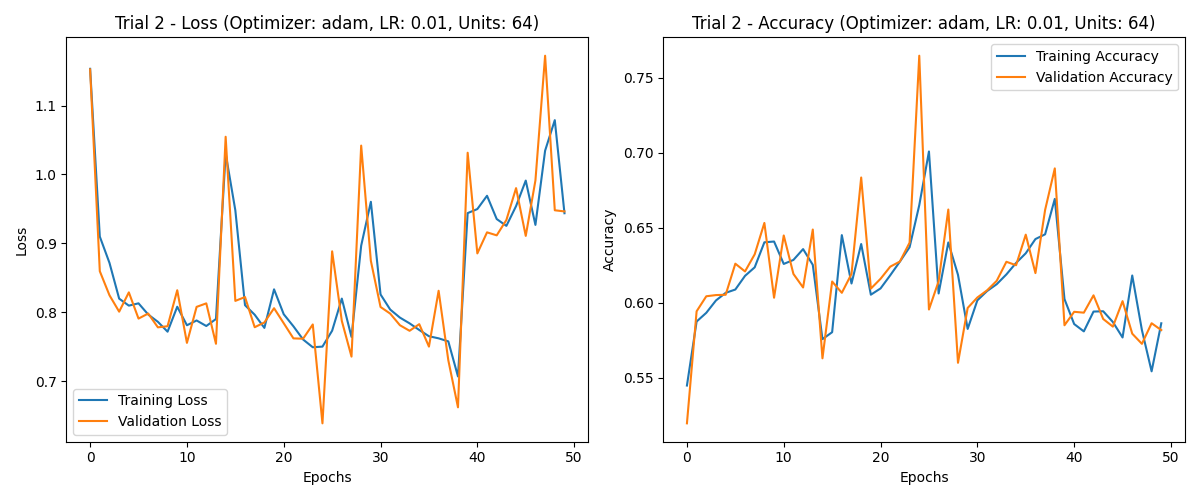 Trial 2 - Loss (Optimizer: adam, LR: 0.01, Units: 64)
Loss
1.1
1.0
0.9
0.8
0.7
Training Loss
Validation Loss
0 10 20 30 40 50
Epochs
Trial 2 - Accuracy (Optimizer: adam, LR: 0.01, Units: 64)
Accuracy
Training Accuracy
Validation Accuracy
0.75
0.70
0.65
0.60
0.55
0 10 20 30 40 50
Epochs